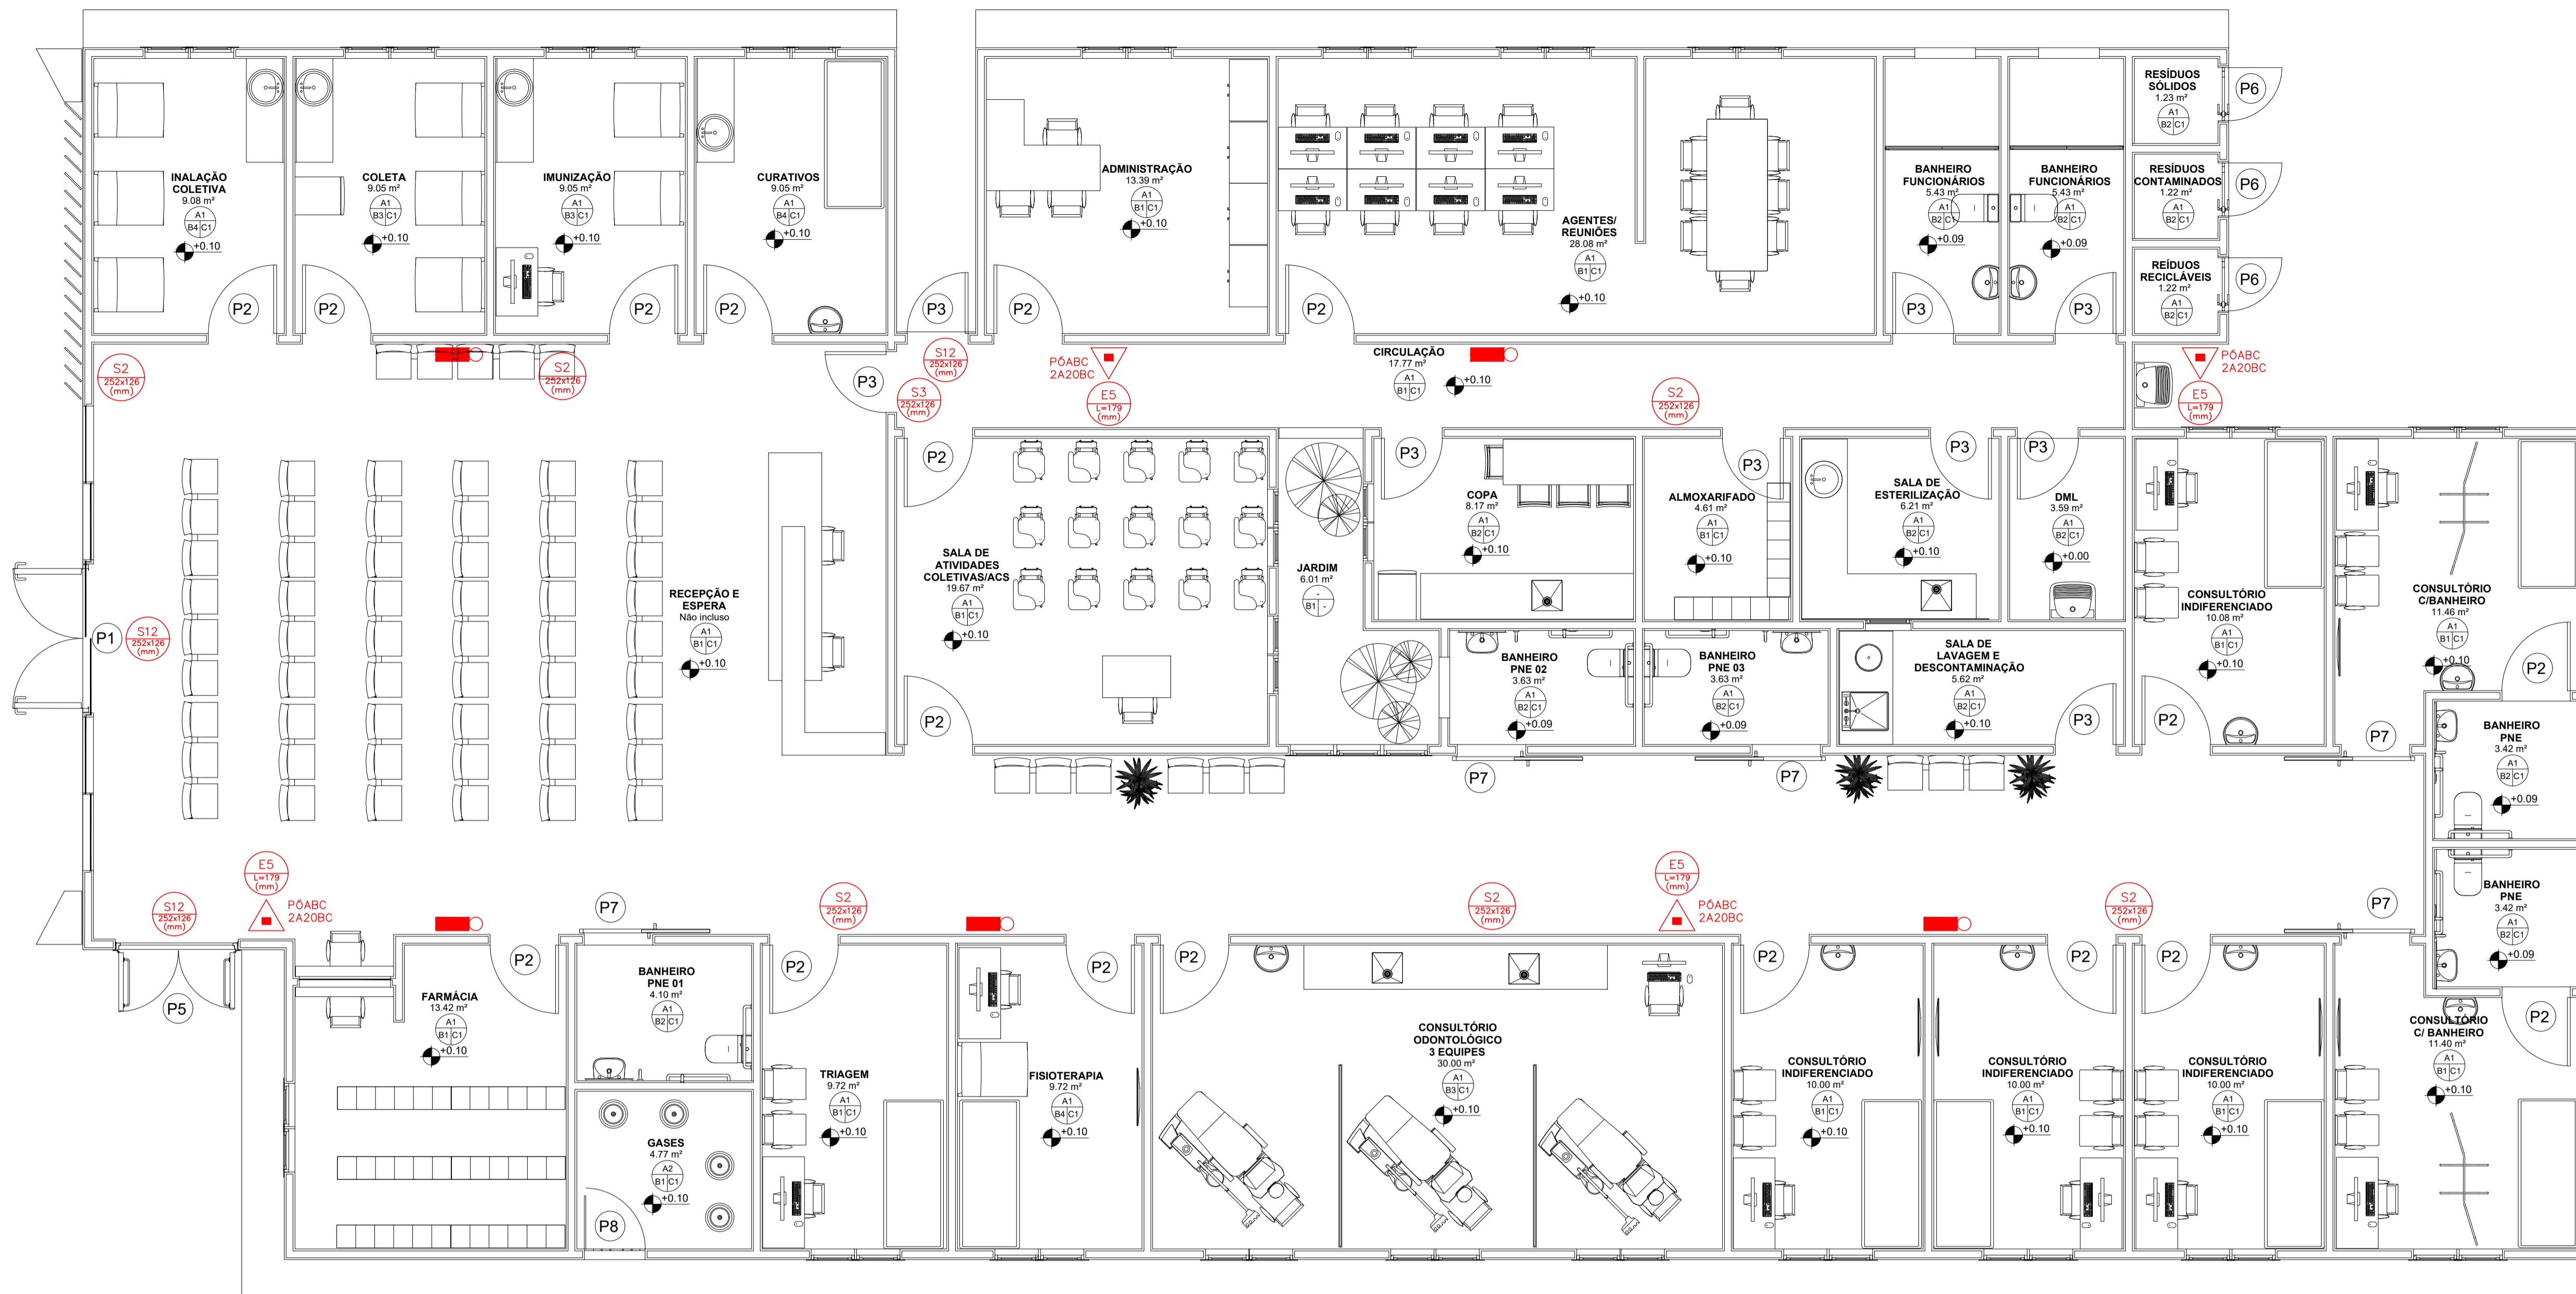 INALAÇÃO
COLETIVA
9.08 m²
A1
B4 C1
+0.10
P2
COLETA
9.05 m²
A1
B3 C1
+0.10
P2
IMUNIZAÇÃO
9.05 m²
A1
B3 C1
+0.10
P2
CURATIVOS
9.05 m²
A1
B4 C1
+0.10
P2
P3
ADMINISTRAÇÃO
13.39 m²
A1
B1 C1
+0.10
P2
AGENTES/
REUNIÕES
28.08 m²
A1
B1 C1
+0.10
P2
BANHEIRO
FUNCIONÁRIOS
5.43 m²
A1
B2 C1
+0.09
P3
BANHEIRO
FUNCIONÁRIOS
5.43 m²
A1
B2 C1
+0.09
P3
RESÍDUOS
SÓLIDOS
1.23 m²
A1
B2 C1
P6
RESÍDUOS
CONTAMINADOS
1.22 m²
A1
B2 C1
P6
REÍDUOS
RECICLÁVEIS
1.22 m²
A1
B2 C1
P6
S2
252x126
(mm)
S2
252x126
(mm)
P3
S12
252x126
(mm)
S3
252x126
(mm)
PÓABC
2A20BC
E5
L=179
(mm)
CIRCULAÇÃO
17.77 m²
A1
B1 C1
+0.10
S2
252x126
(mm)
PÓABC
2A20BC
E5
L=179
(mm)
P1
S12
252x126
(mm)
RECEPÇÃO E
ESPERA
Não incluso
A1
B1 C1
+0.10
P2
SALA DE
ATIVIDADES
COLETIVAS/ACS
19.67 m²
A1
B1 C1
+0.10
P2
JARDIM
6.01 m²
-
B1 -
P3
COPA
8.17 m²
A1
B2 C1
+0.10
P3
ALMOXARIFADO
4.61 m²
A1
B1 C1
+0.10
P3
SALA DE
ESTERILIZAÇÃO
6.21 m²
A1
B2 C1
+0.10
P3
DML
3.59 m²
A1
B2 C1
+0.00
CONSULTÓRIO
INDIFERENCIADO
10.08 m²
A1
B1 C1
+0.10
P2
CONSULTÓRIO
C/BANHEIRO
11.46 m²
A1
B1 C1
+0.10
P2
P7
BANHEIRO
PNE 02
3.63 m²
A1
B2 C1
+0.09
P7
BANHEIRO
PNE 03
3.63 m²
A1
B2 C1
+0.09
P7
SALA DE
LAVAGEM E
DESCONTAMINAÇÃO
5.62 m²
A1
B2 C1
+0.10
P3
BANHEIRO
PNE
3.42 m²
A1
B2 C1
+0.09
BANHEIRO
PNE
3.42 m²
A1
B2 C1
+0.09
P7
E5
L=179
(mm)
PÓABC
2A20BC
S12
252x126
(mm)
P5
P7
S2
252x126
(mm)
S2
252x126
(mm)
E5
L=179
(mm)
PÓABC
2A20BC
S2
252x126
(mm)
FARMÁCIA
13.42 m²
A1
B1 C1
+0.10
P2
BANHEIRO
PNE 01
4.10 m²
A1
B2 C1
GASES
4.77 m²
A2
B1 C1
+0.10
P8
P2
TRIAGEM
9.72 m²
A1
B1 C1
+0.10
P2
FISIOTERAPIA
9.72 m²
A1
B4 C1
+0.10
P2
CONSULTÓRIO
ODONTOLÓGICO
3 EQUIPES
30.00 m²
A1
B3 C1
+0.10
P2
CONSULTÓRIO
INDIFERENCIADO
10.00 m²
A1
B1 C1
+0.10
P2
CONSULTÓRIO
INDIFERENCIADO
10.00 m²
A1
B1 C1
+0.10
P2
CONSULTÓRIO
INDIFERENCIADO
10.00 m²
A1
B1 C1
+0.10
P2
CONSULTÓRIO
C/ BANHEIRO
11.40 m²
A1
B1 C1
+0.10